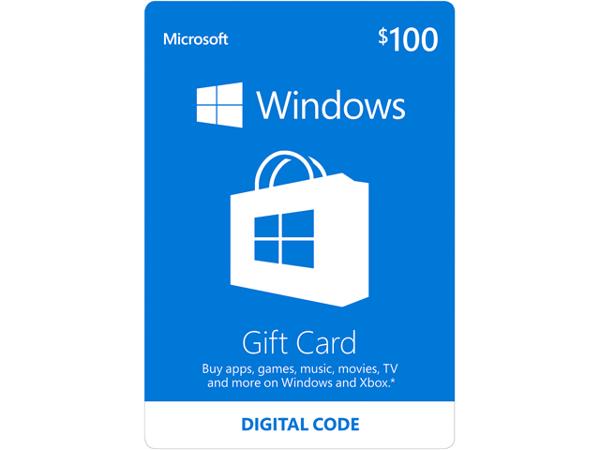 Microsoft
$100
Windows
Gift Card
Buy apps, games, music, movies, TV
and more on Windows and Xbox.*
DIGITAL CODE